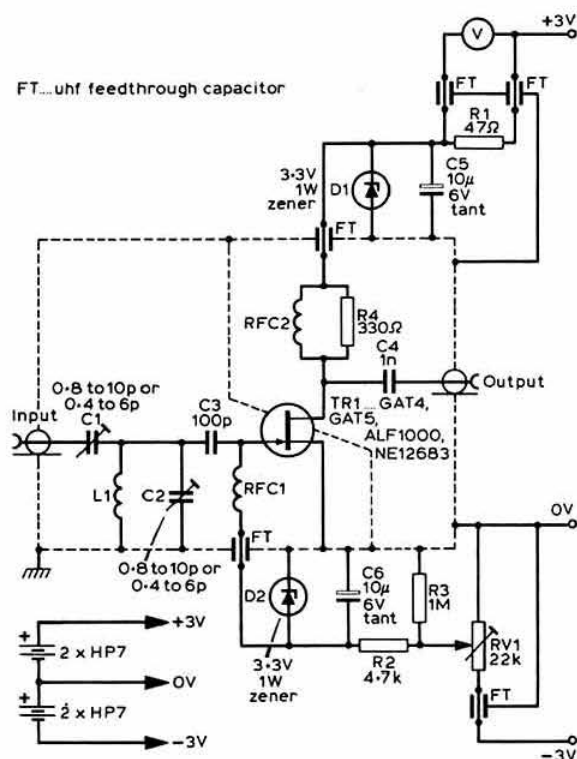 +3V
V
FT....uhf feedthrough capacitor
FT
FT
R1
47Ω
3·3V
1W
zener
D1
C5
10µ
6V
tant
FT
RFC2
R4
330Ω
C4
1n
Output
0·8 to 10p or
0·4 to 6p
Input
C1
C3
100p
TR1....GAT4,
GAT5,
ALF1000,
NE12683
L1
C2
RFC1
FT
0·8 to 10p or
0·4 to 6p
0V
FT
D2
C6
10µ
6V
tant
R3
1M
RV1
22k
3·3V
1W
zener
R2
4·7k
FT
-3V
+
2 x HP7
+
2 x HP7
+3V
0V
-3V